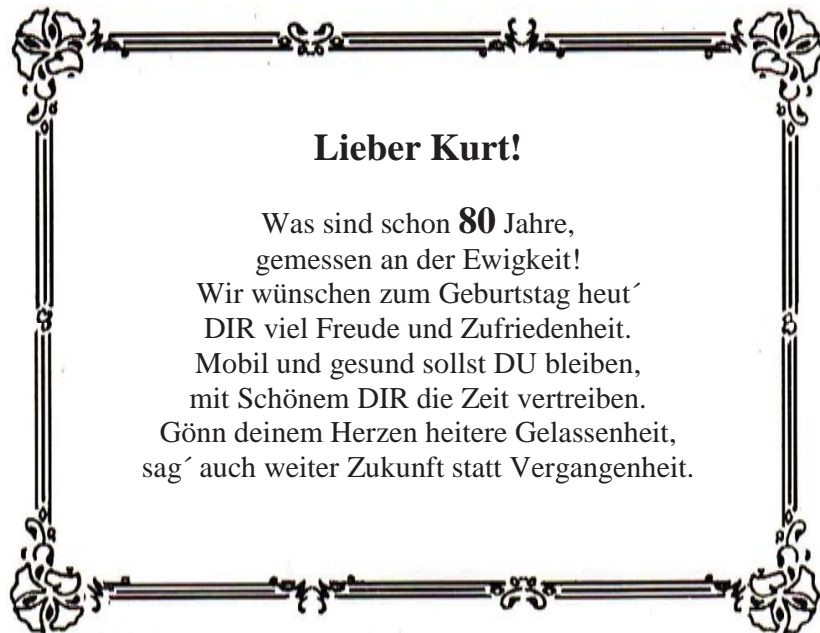 Lieber Kurt!
Was sind schon 80 Jahre,
gemessen an der Ewigkeit!
Wir wünschen zum Geburtstag heut´
DIR viel Freude und Zufriedenheit.
Mobil und gesund sollst DU bleiben,
mit Schönem DIR die Zeit vertreiben.
Gönn deinem Herzen heitere Gelassenheit,
sag´ auch weiter Zukunft statt Vergangenheit.